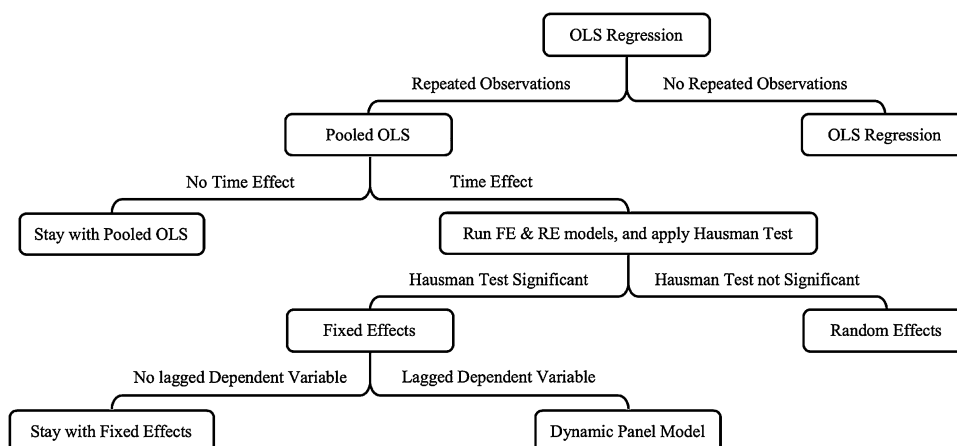 OLS Regression
Repeated Observations
No Repeated Observations
Pooled OLS
OLS Regression
No Time Effect
Time Effect
Stay with Pooled OLS
Run FE & RE models, and apply Hausman Test
Hausman Test Significant
Hausman Test not Significant
Fixed Effects
Random Effects
No lagged Dependent Variable
Lagged Dependent Variable
Stay with Fixed Effects
Dynamic Panel Model